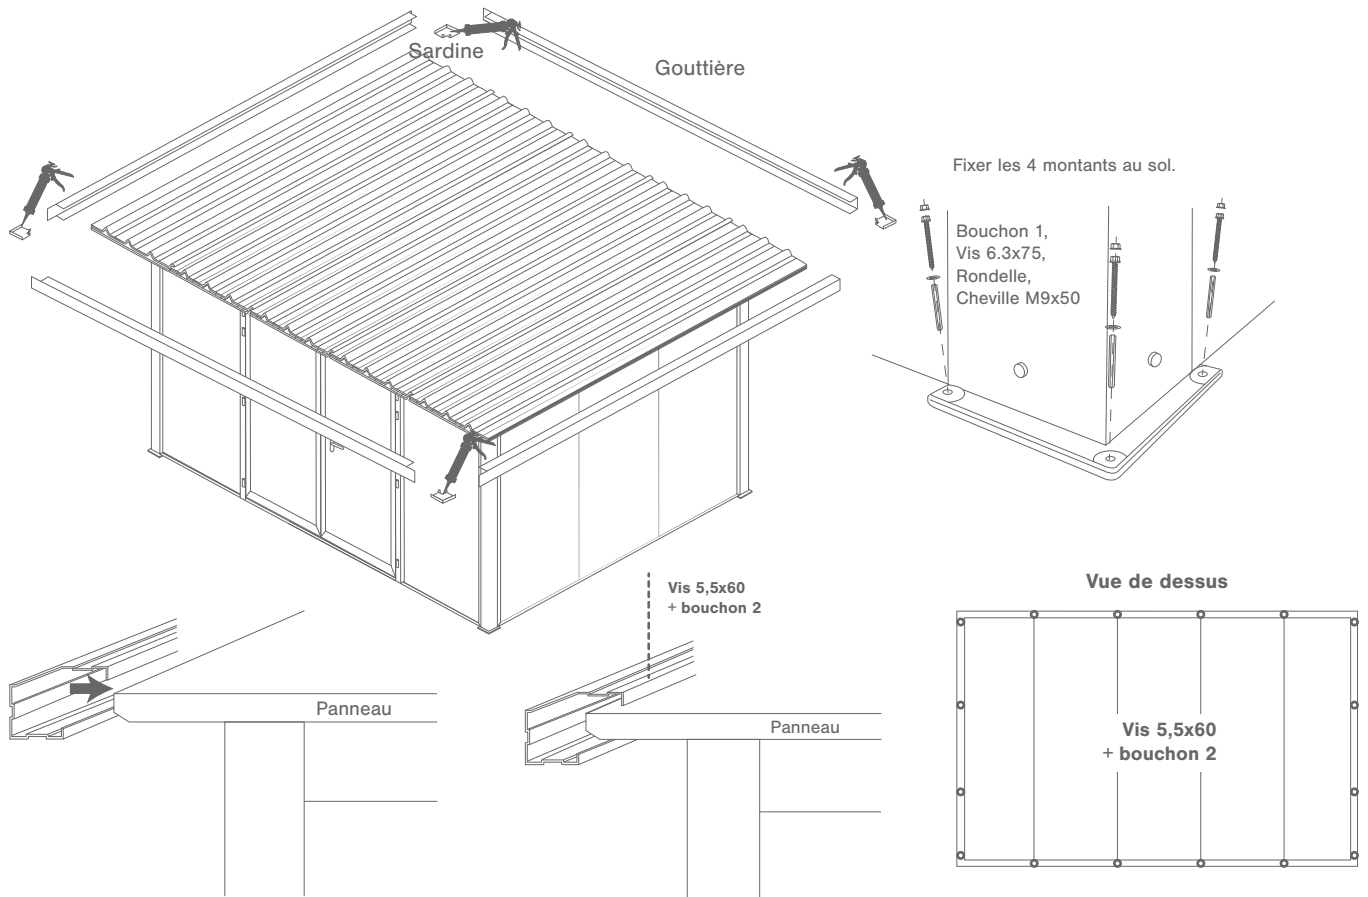 Sardine
Gouttière
Fixer les 4 montants au sol.
Bouchon 1,
Vis 6.3x75,
Rondelle,
Cheville M9x50
Vis 5,5x60
+ bouchon 2
Panneau
Panneau
Vue de dessus
Vis 5,5x60
+ bouchon 2